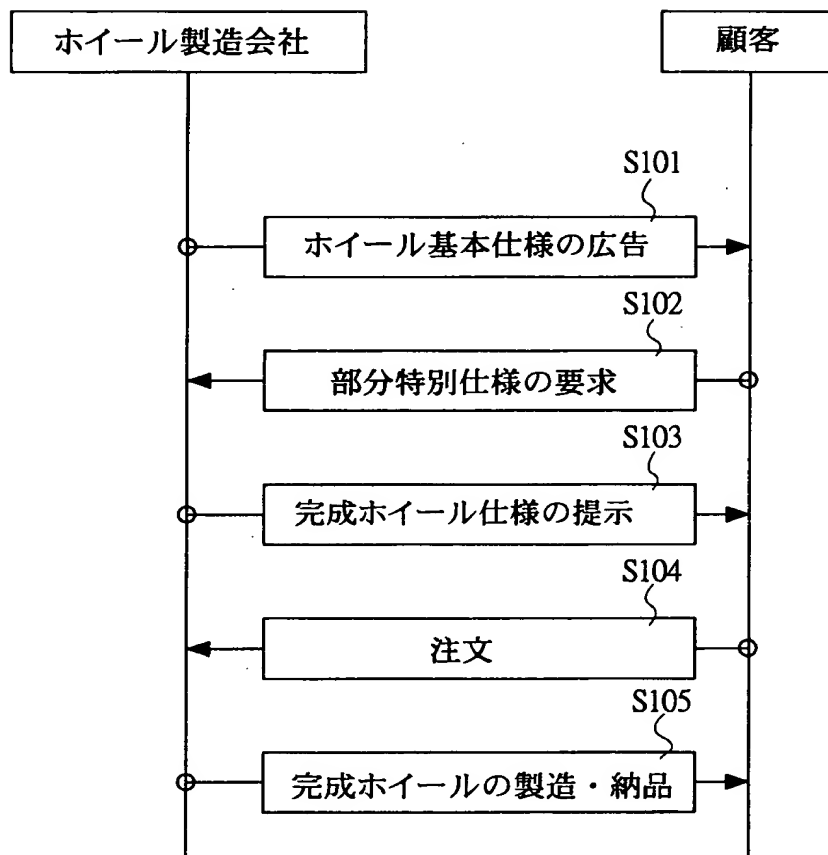 ホイール製造会社
顧客
S101
ホイール基本仕様の広告
S102
部分特別仕様の要求
S103
完成ホイール仕様の提示
S104
注文
S105
完成ホイールの製造・納品